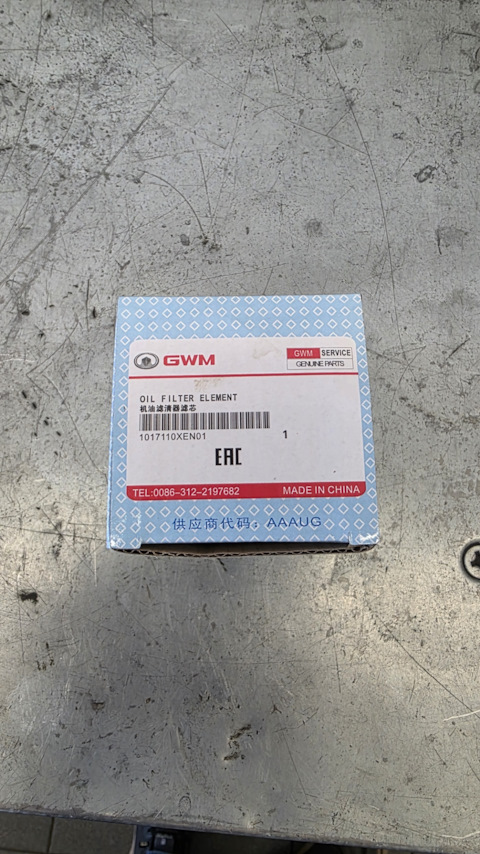 GWM
GWM SERVICE
GENUINE PARTS
OIL FILTER ELEMENT
机油滤清器滤芯
1017110XEN01
1
EAC
TEL:0086-312-2197682 MADE IN CHINA
供应商代码：AAAUG